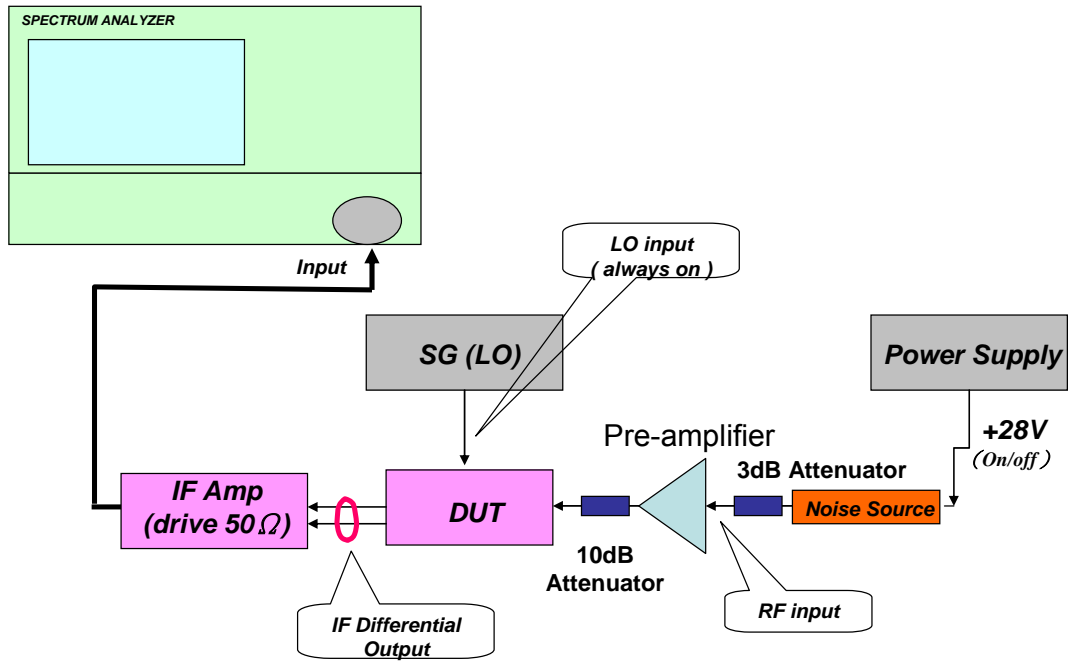 SPECTRUM ANALYZER
Input
LO input
( always on )
SG (LO)
Power Supply
+28V
(On/off)
Pre-amplifier
3dB Attenuator
IF Amp
(drive 50Ω)
DUT
Noise Source
10dB
Attenuator
RF input
IF Differential
Output